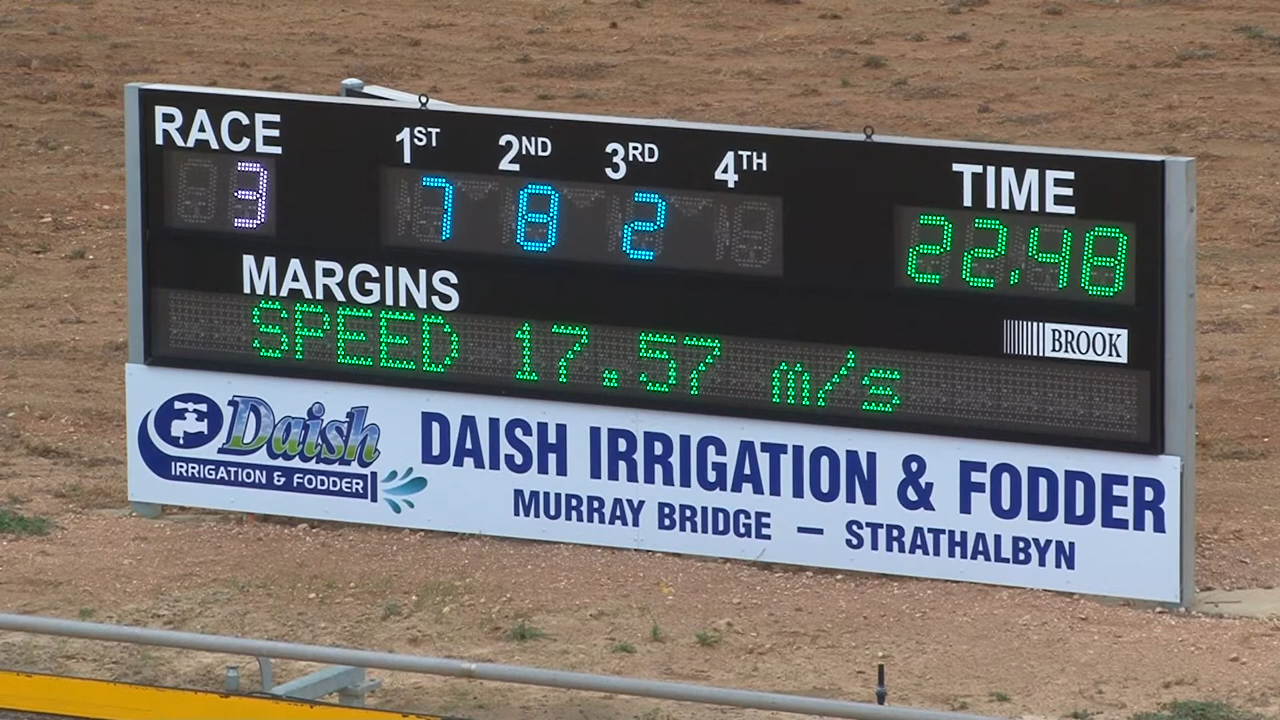 RACE 1ST 2ND 3RD 4TH TIME
3 7 8 2 22.48
MARGINS
SPEED 17.57 m/s
BROOK
Daish
IRRIGATION & FODDER
DAISH IRRIGATION & FODDER
MURRAY BRIDGE – STRATHALBYN